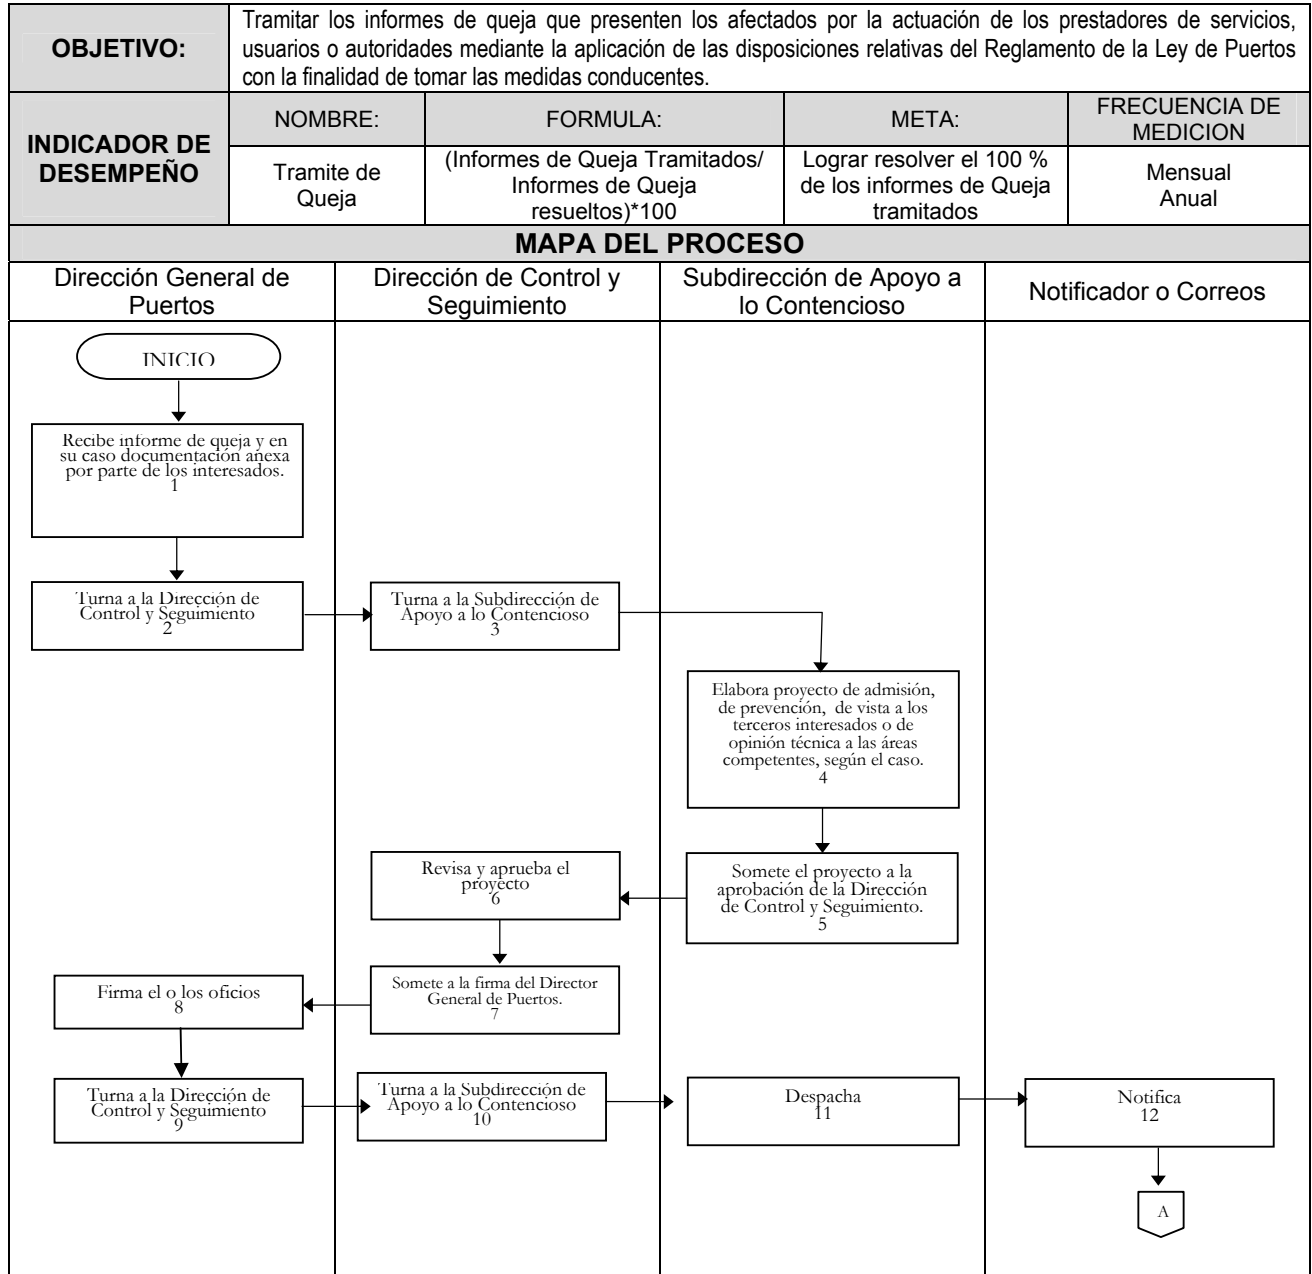 OBJETIVO:
Tramitar los informes de queja que presenten los afectados por la actuación de los prestadores de servicios,
usuarios o autoridades mediante la aplicación de las disposiciones relativas del Reglamento de la Ley de Puertos
con la finalidad de tomar las medidas conducentes.
INDICADOR DE
DESEMPEÑO
NOMBRE:
FORMULA:
META:
FRECUENCIA DE
MEDICION
Tramite de
Queja
(Informes de Queja Tramitados/
Informes de Queja
resueltos)*100
Lograr resolver el 100 %
de los informes de Queja
tramitados
Mensual
Anual
MAPA DEL PROCESO
Dirección General de
Puertos
Dirección de Control y
Seguimiento
Subdirección de Apoyo a
lo Contencioso
Notificador o Correos
INICIO
Recibe informe de queja y en
su caso documentación anexa
por parte de los interesados.
1
Turna a la Dirección de
Control y Seguimiento
2
Turna a la Subdirección de
Apoyo a lo Contencioso
3
Elabora proyecto de admisión,
de prevención, de vista a los
terceros interesados o de
opinión técnica a las áreas
competentes, según el caso.
4
Somete el proyecto a la
aprobación de la Dirección
de Control y Seguimiento.
5
Revisa y aprueba el
proyecto
6
Somete a la firma del Director
General de Puertos.
7
Firma el o los oficios
8
Turna a la Dirección de
Control y Seguimiento
9
Turna a la Subdirección de
Apoyo a lo Contencioso
10
Despacha
11
Notifica
12
A